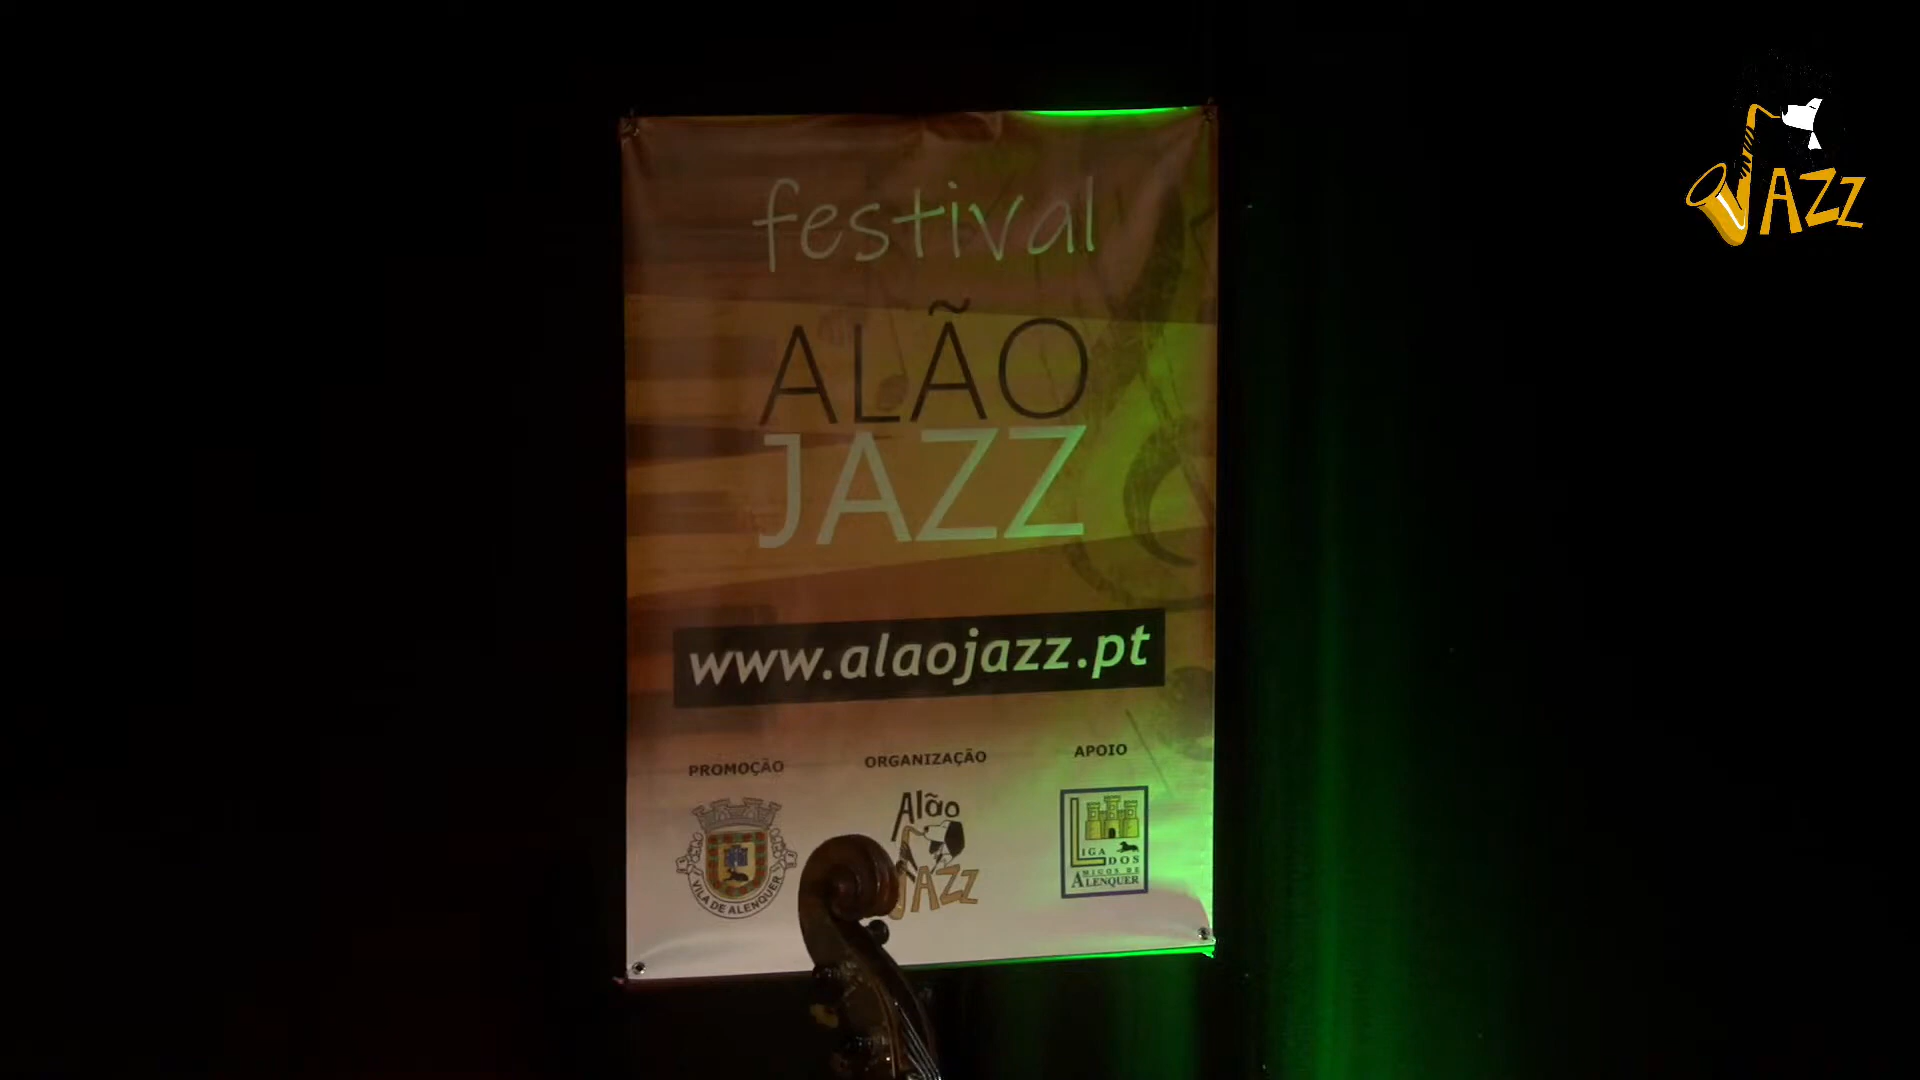 festival
ALÃO
JAZZ
www.alaojazz.pt
PROMOÇÃO
ORGANIZAÇÃO
APOIO
VILA DE ALENQUER
Alão
JAZZ
LIGA
DOS
AMIGOS DE
ALENQUER
JAZZ